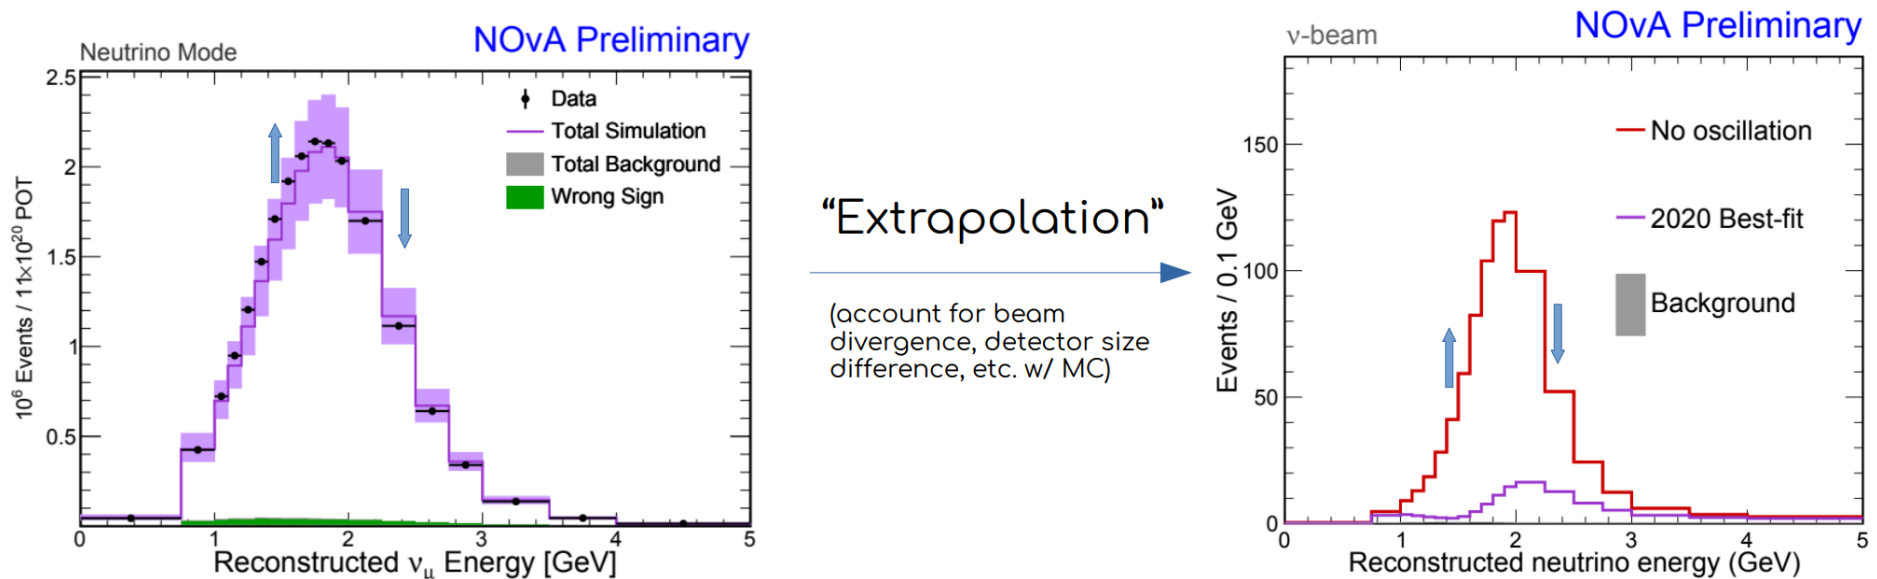 NOvA Preliminary
Neutrino Mode
2.5
2
1.5
1
0.5
10⁶ Events / 11×10²⁰ POT
Data
Total Simulation
Total Background
Wrong Sign
0 1 2 3 4 5
Reconstructed νμ Energy [GeV]
“Extrapolation”
(account for beam
divergence, detector size
difference, etc. w/ MC)
NOvA Preliminary
ν-beam
150
100
50
0
Events / 0.1 GeV
No oscillation
2020 Best-fit
Background
0 1 2 3 4 5
Reconstructed neutrino energy (GeV)